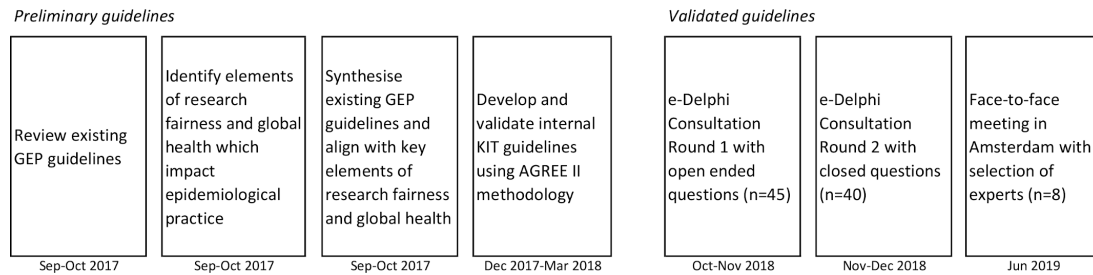 Preliminary guidelines
Validated guidelines
Review existing
GEP guidelines
Identify elements
of research
fairness and global
health which
impact
epidemiological
practice
Synthesise
existing GEP
guidelines and
align with key
elements of
research fairness
and global health
Develop and
validate internal
KIT guidelines
using AGREE II
methodology
e-Delphi
Consultation
Round 1 with
open ended
questions (n=45)
e-Delphi
Consultation
Round 2 with
closed questions
(n=40)
Face-to-face
meeting in
Amsterdam with
selection of
experts (n=8)
Sep-Oct 2017
Sep-Oct 2017
Sep-Oct 2017
Dec 2017-Mar 2018
Oct-Nov 2018
Nov-Dec 2018
Jun 2019